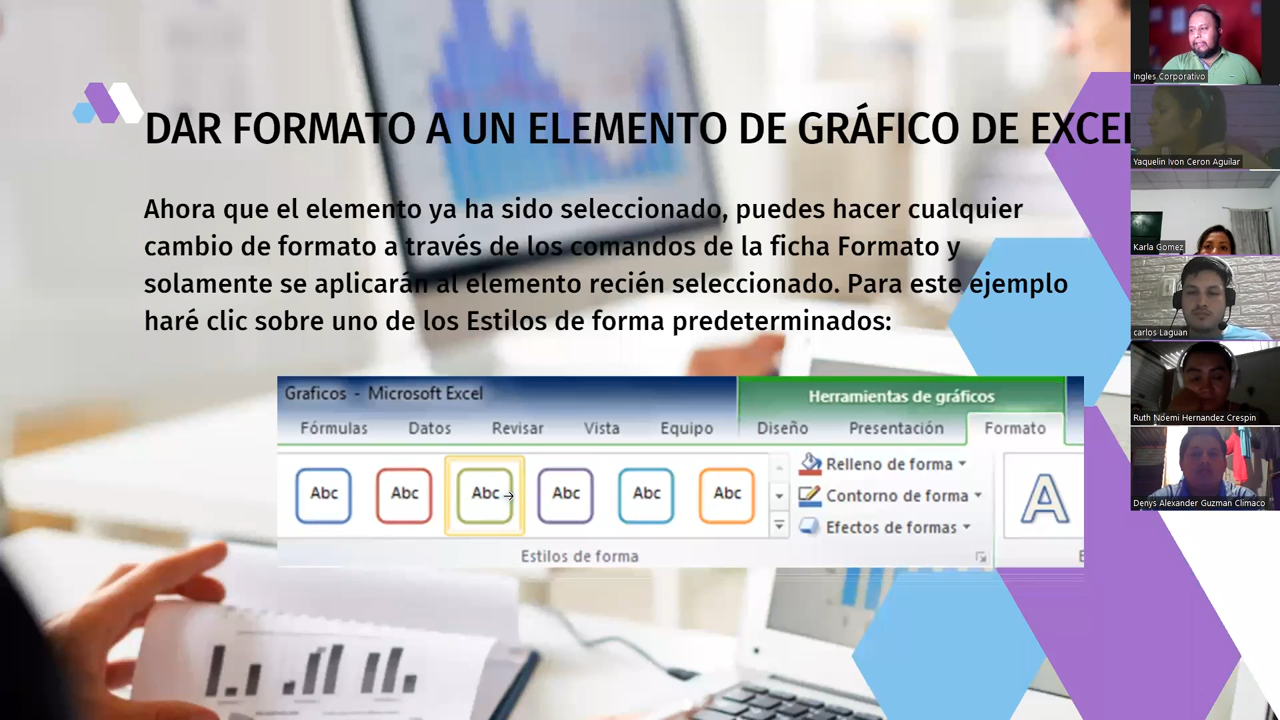 DAR FORMATO A UN ELEMENTO DE GRÁFICO DE EXCEL
Ahora que el elemento ya ha sido seleccionado, puedes hacer cualquier
cambio de formato a través de los comandos de la ficha Formato y
solamente se aplicarán al elemento recién seleccionado. Para este ejemplo
haré clic sobre uno de los Estilos de forma predeterminados:
Graficos - Microsoft Excel
Herramientas de gráficos
Fórmulas Datos Revisar Vista Equipo Diseño Presentación Formato
Abc Abc Abc Abc Abc Abc
Relleno de forma
Contorno de forma
Efectos de formas
A
Estilos de forma
E
Ingles Corporativo
Yaquelin Ivon Ceron Aguilar
Karla Gomez
carlos Laguan
Ruth Noemi Hernandez Crespin
Denys Alexander Guzman Climaco